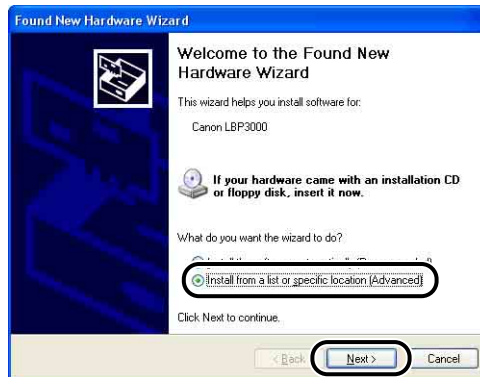 Found New Hardware Wizard
Welcome to the Found New
Hardware Wizard
This wizard helps you install software for:
Canon LBP3000
If your hardware came with an installation CD
or floppy disk, insert it now.
What do you want the wizard to do?
Install from a list or specific location (Advanced)
Click Next to continue.
< Back
Next >
Cancel